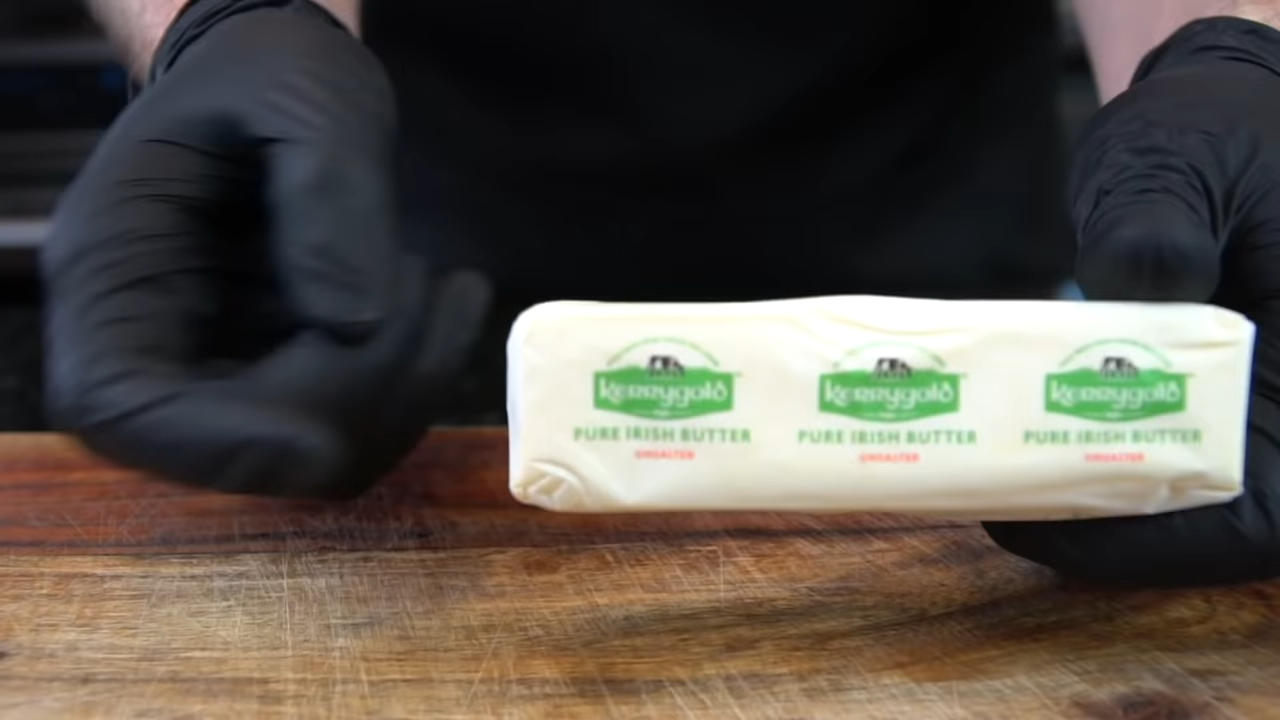 kerrygold kerrygold kerrygold
PURE IRISH BUTTER PURE IRISH BUTTER PURE IRISH BUTTER
UNSALTED UNSALTED UNSALTED